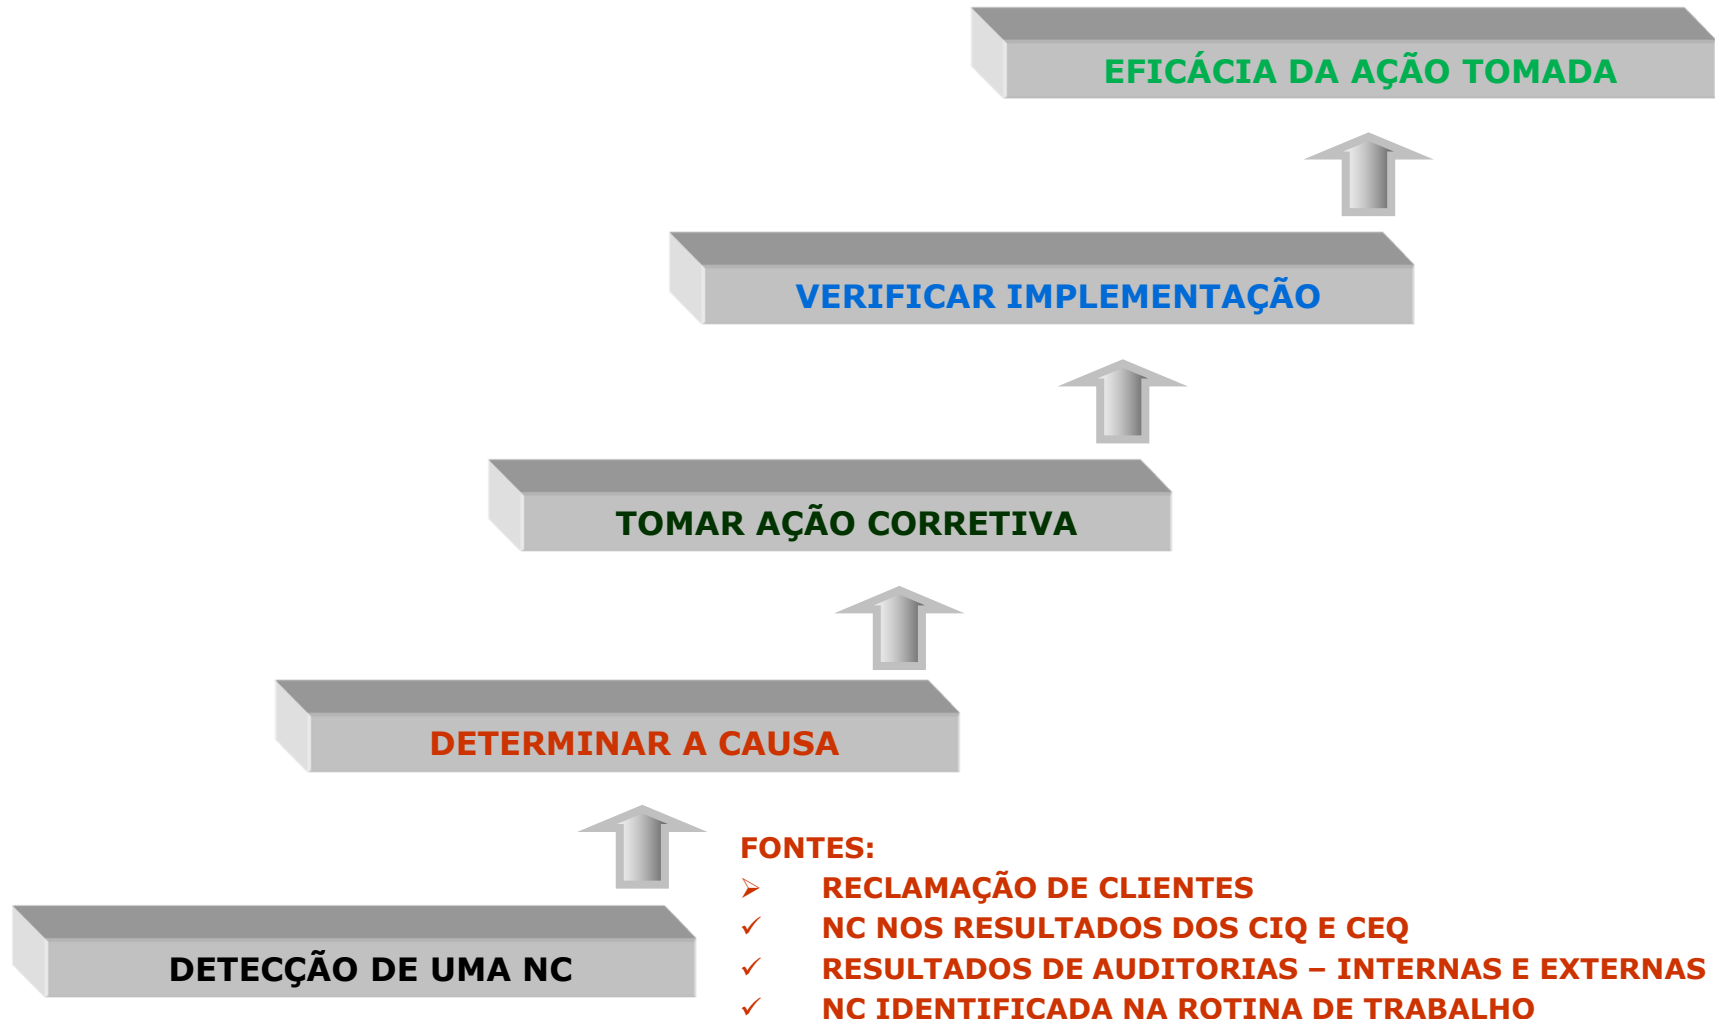 EFICÁCIA DA AÇÃO TOMADA
VERIFICAR IMPLEMENTAÇÃO
TOMAR AÇÃO CORRETIVA
DETERMINAR A CAUSA
DETECÇÃO DE UMA NC
FONTES:
➢ RECLAMAÇÃO DE CLIENTES
✓ NC NOS RESULTADOS DOS CIQ E CEQ
✓ RESULTADOS DE AUDITORIAS – INTERNAS E EXTERNAS
✓ NC IDENTIFICADA NA ROTINA DE TRABALHO